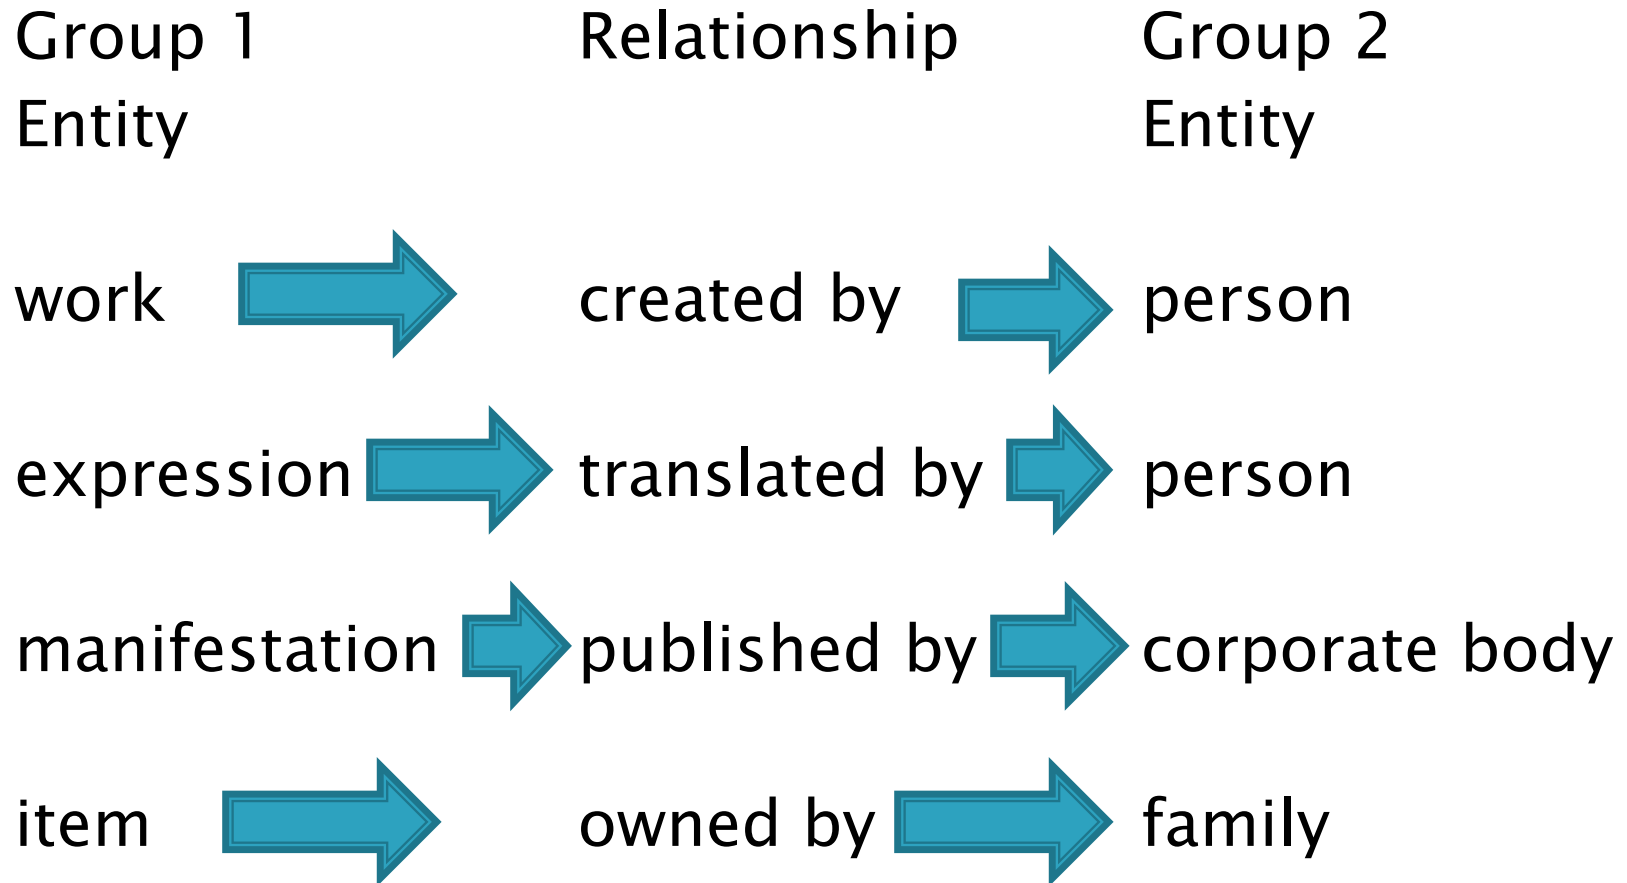 Group 1 Relationship Group 2
Entity Entity
work created by person
expression translated by person
manifestation published by corporate body
item owned by family